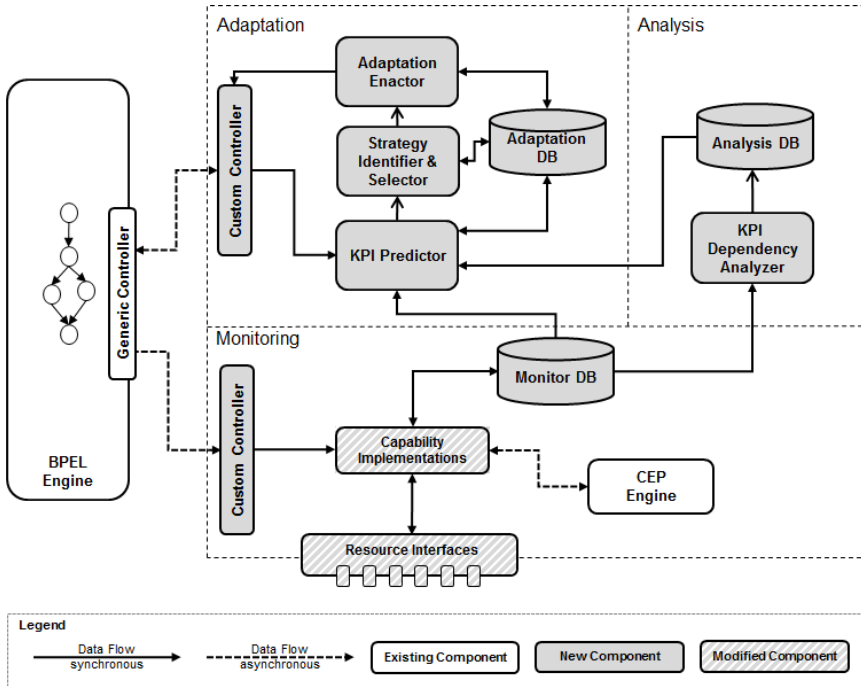 Adaptation
Analysis
Adaptation
Enactor
Custom Controller
Strategy
Identifier &
Selector
Adaptation
DB
Analysis DB
KPI Predictor
KPI
Dependency
Analyzer
Generic Controller
BPEL
Engine
Monitoring
Monitor DB
Custom Controller
Capability
Implementations
CEP
Engine
Resource Interfaces
Legend
Data Flow
synchronous
Data Flow
asynchronous
Existing Component
New Component
Modified Component